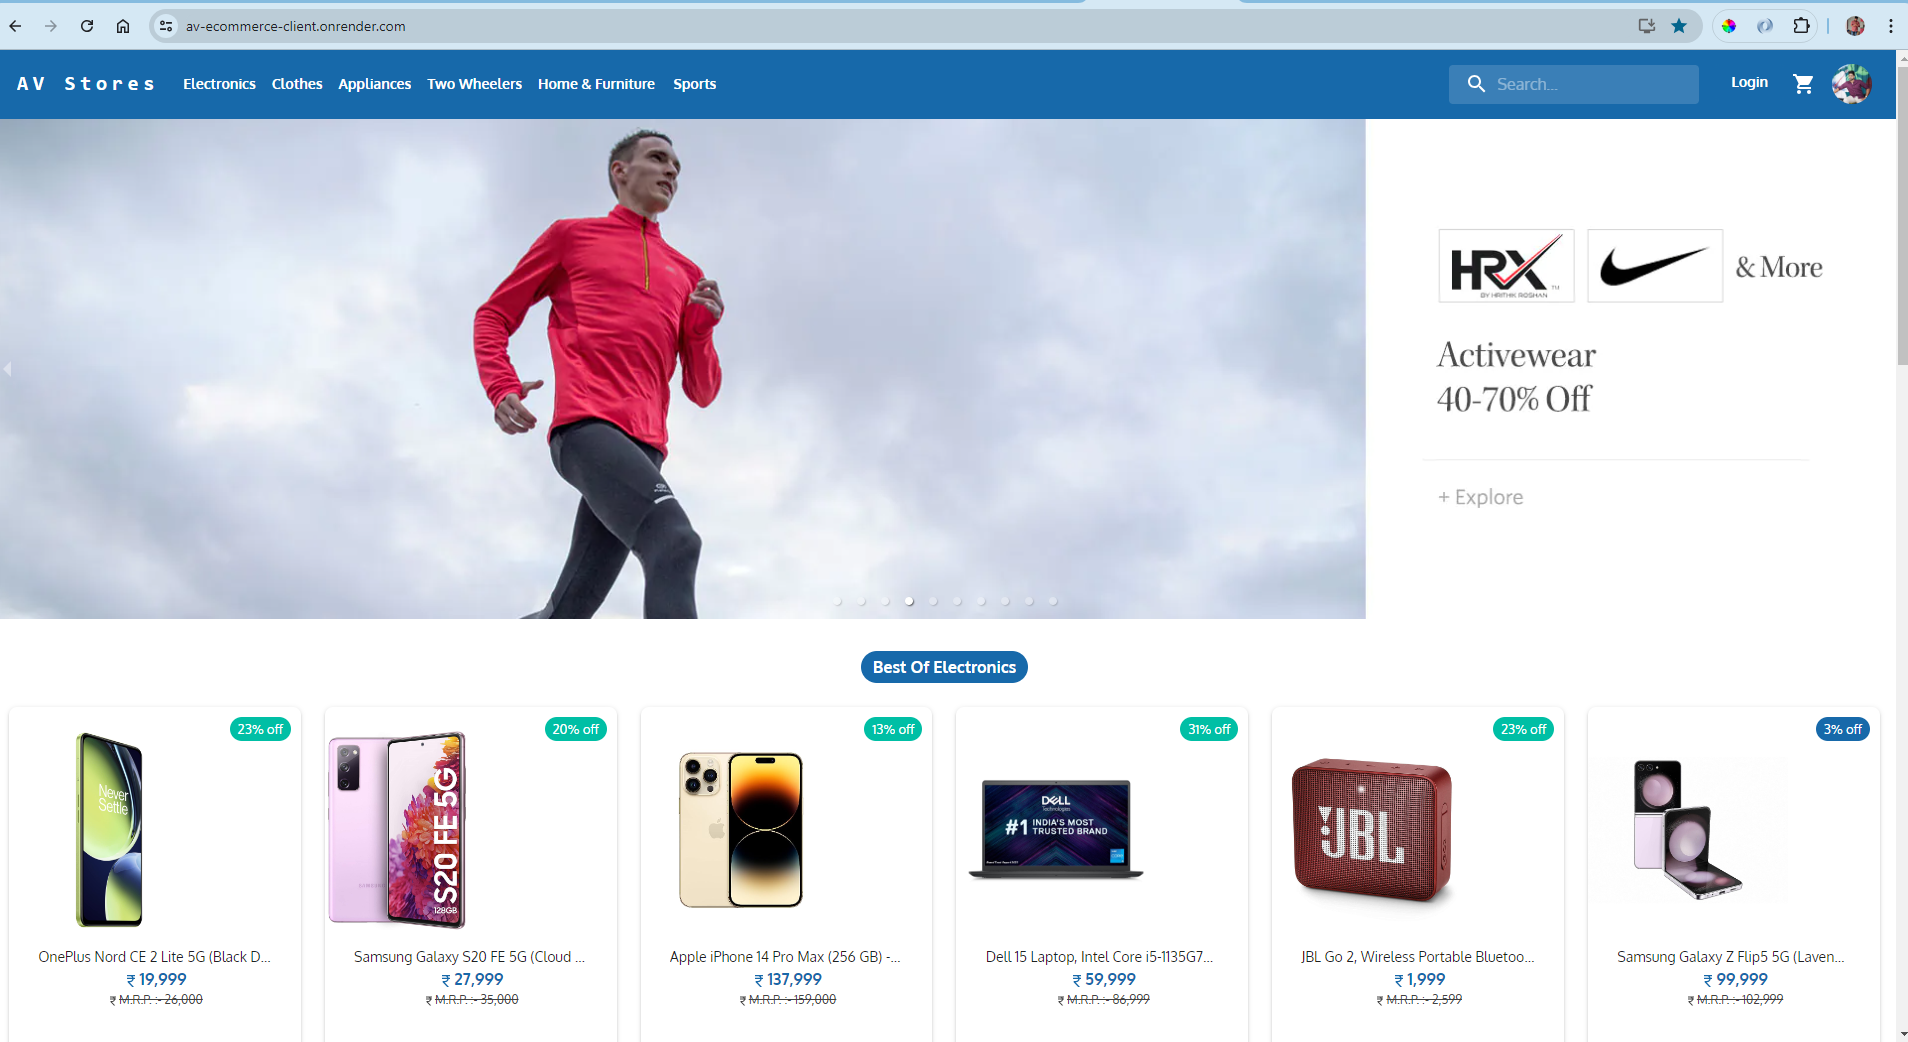 av-ecommerce-client.onrender.com
AV Stores Electronics Clothes Appliances Two Wheelers Home & Furniture Sports Search... Login
HRX
BY HRITHIK ROSHAN
TM
& More
Activewear
40-70% Off
+ Explore
Best Of Electronics
23% off
20% off
13% off
31% off
23% off
3% off
Never
Settle
SAMSUNG
S20 FE 5G
128GB
DELL
Technologies
#1 INDIA'S MOST
TRUSTED BRAND
JBL
OnePlus Nord CE 2 Lite 5G (Black D...
₹ 19,999
₹ M.R.P. :- 26,000
Samsung Galaxy S20 FE 5G (Cloud ...
₹ 27,999
₹ M.R.P. :- 35,000
Apple iPhone 14 Pro Max (256 GB) -...
₹ 137,999
₹ M.R.P. :- 159,000
Dell 15 Laptop, Intel Core i5-1135G7...
₹ 59,999
₹ M.R.P. :- 86,999
JBL Go 2, Wireless Portable Bluetoo...
₹ 1,999
₹ M.R.P. :- 2,599
Samsung Galaxy Z Flip5 5G (Laven...
₹ 99,999
₹ M.R.P. :- 102,999